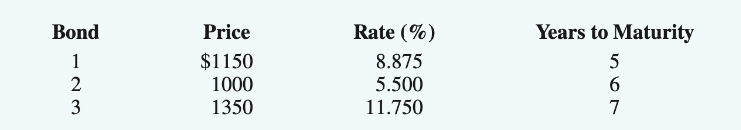 Bond Price Rate (%) Years to Maturity
1 $1150 8.875 5
2 1000 5.500 6
3 1350 11.750 7